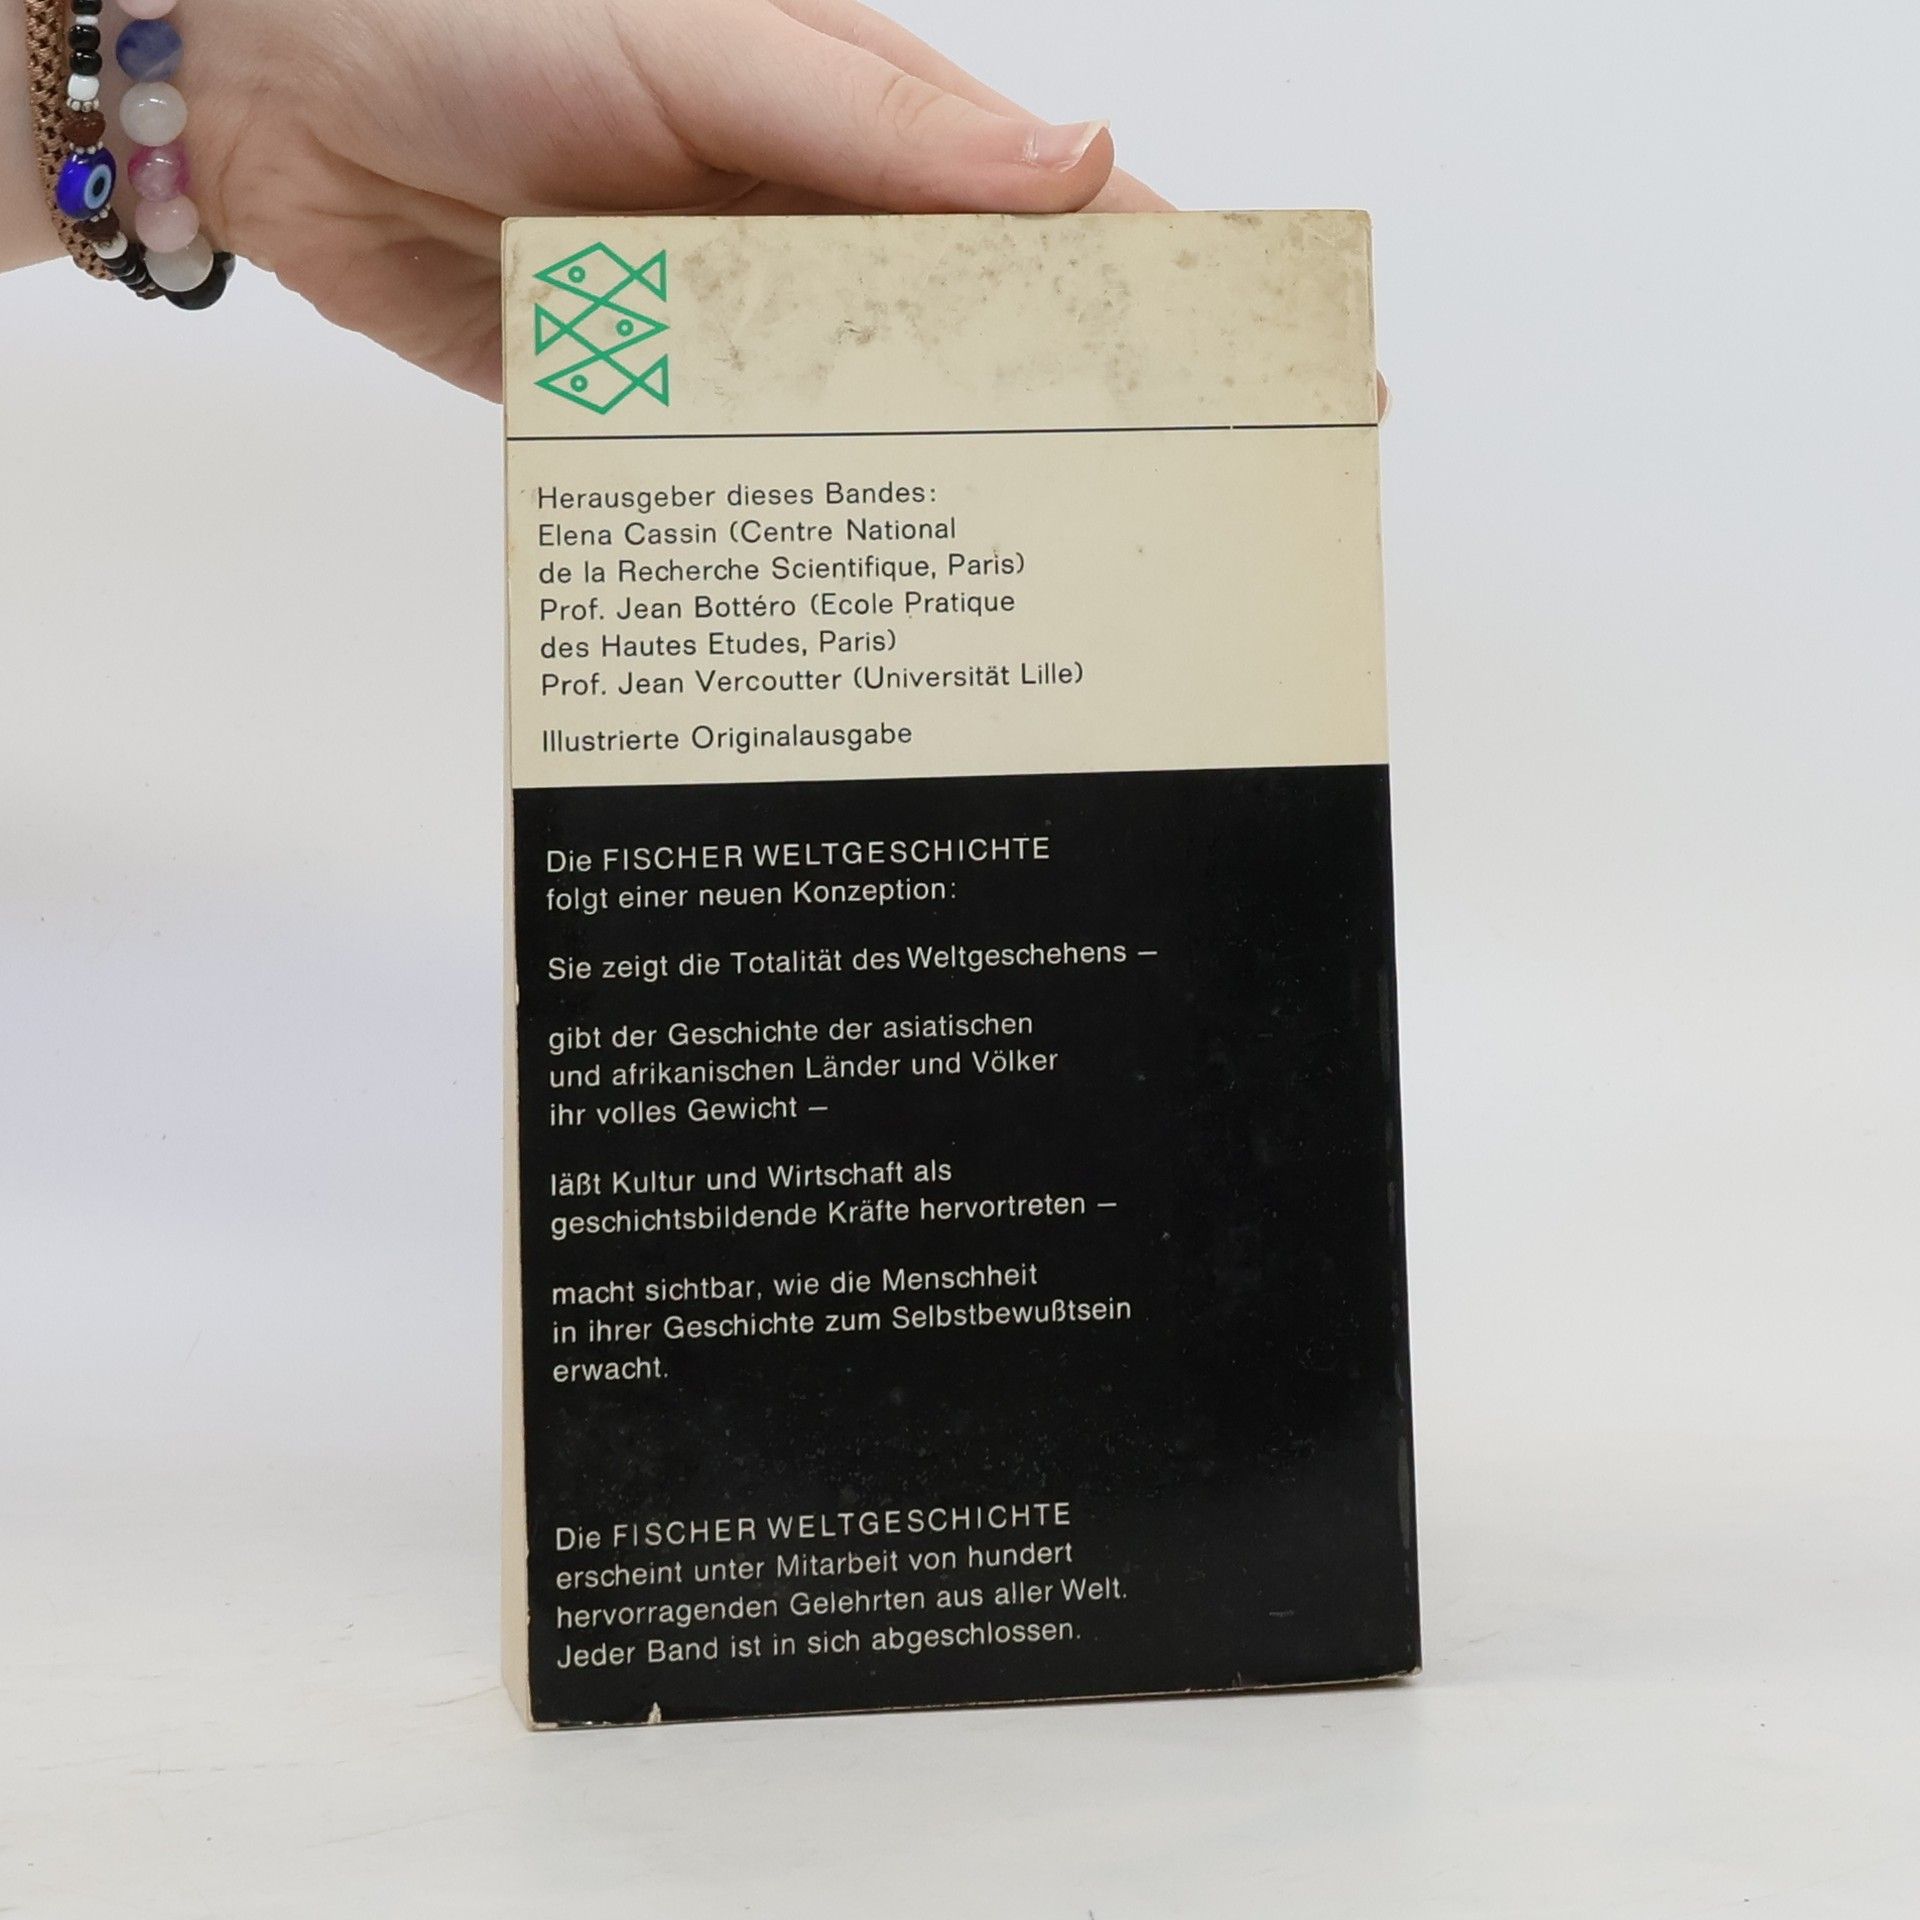 Herausgeber dieses Bandes:
Elena Cassin (Centre National
de la Recherche Scientifique, Paris)
Prof. Jean Bottéro (Ecole Pratique
des Hautes Etudes, Paris)
Prof. Jean Vercoutter (Universität Lille)
Illustrierte Originalausgabe
Die FISCHER WELTGESCHICHTE
folgt einer neuen Konzeption:
Sie zeigt die Totalität des Weltgeschehens –
gibt der Geschichte der asiatischen
und afrikanischen Länder und Völker
ihr volles Gewicht –
läßt Kultur und Wirtschaft als
geschichtsbildende Kräfte hervortreten –
macht sichtbar, wie die Menschheit
in ihrer Geschichte zum Selbstbewußtsein
erwacht.
Die FISCHER WELTGESCHICHTE
erscheint unter Mitarbeit von hundert
hervorragenden Gelehrten aus aller Welt.
Jeder Band ist in sich abgeschlossen.